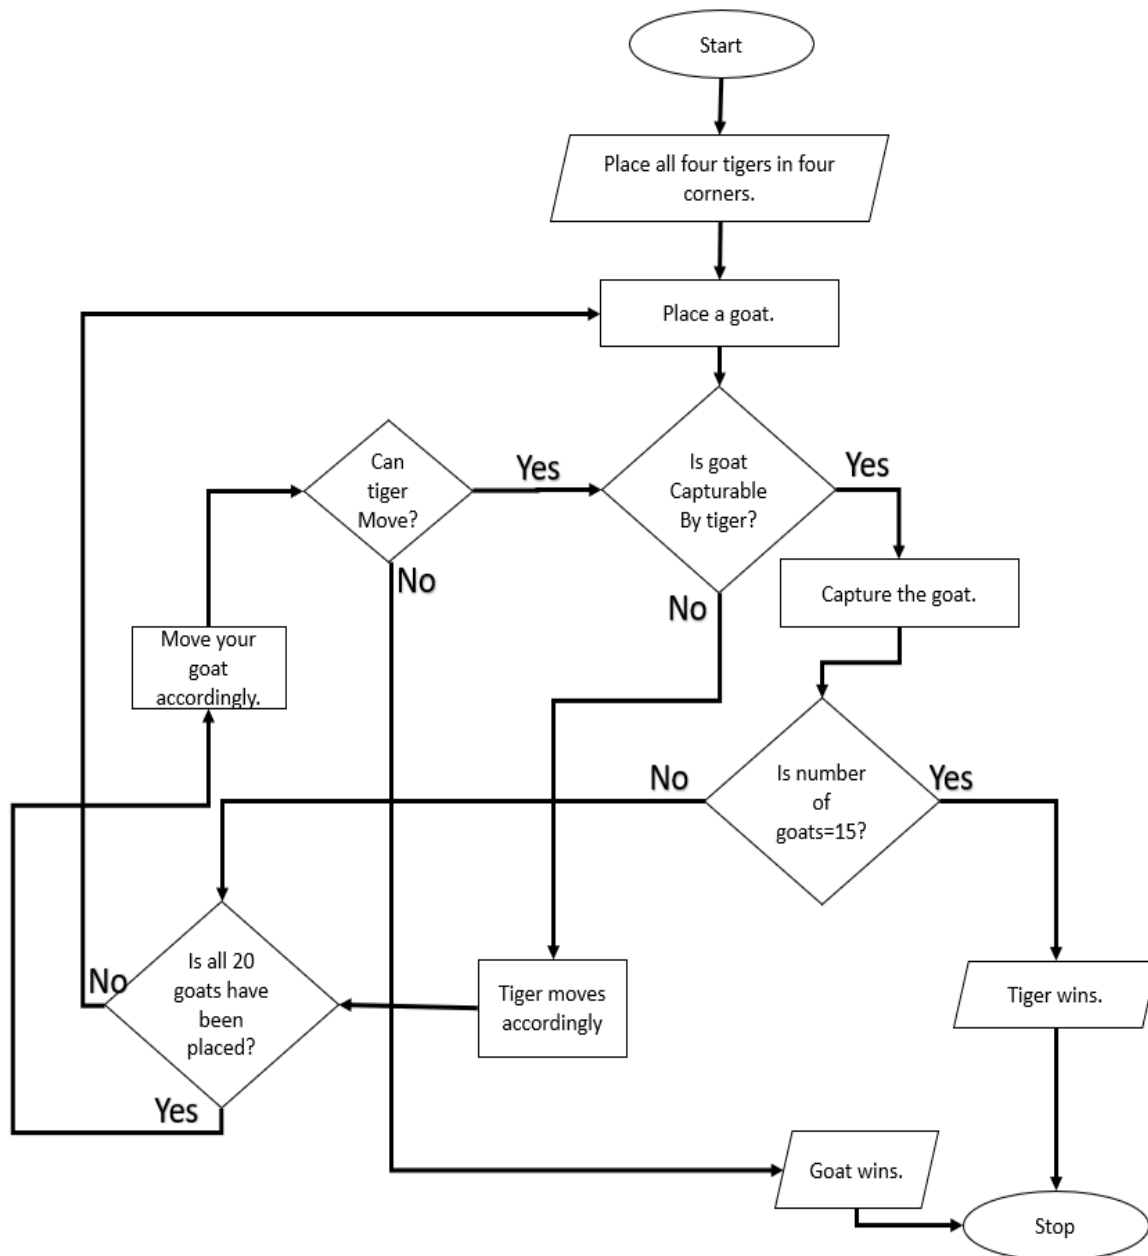 Start
Place all four tigers in four
corners.
Place a goat.
Can
tiger
Move?
Yes
No
Is goat
Capturable
By tiger?
Yes
No
Capture the goat.
Move your
goat
accordingly.
Is number
of
goats=15?
No
Yes
Is all 20
goats have
been
placed?
No
Yes
Tiger moves
accordingly
Tiger wins.
Goat wins.
Stop